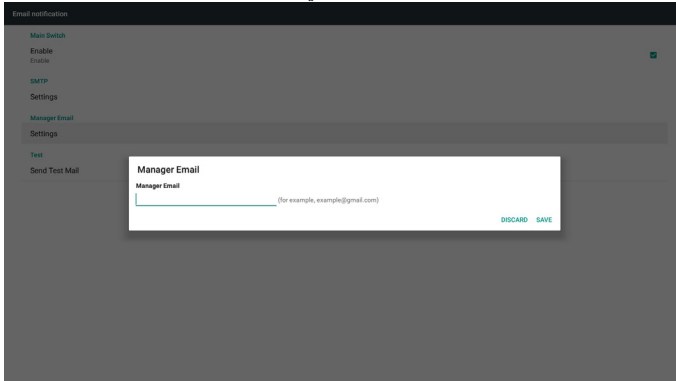 Email notification
Main Switch
Enable
Enable
SMTP
Settings
Manager Email
Settings
Test
Send Test Mail
Manager Email
Manager Email
(for example, example@gmail.com)
DISCARD SAVE